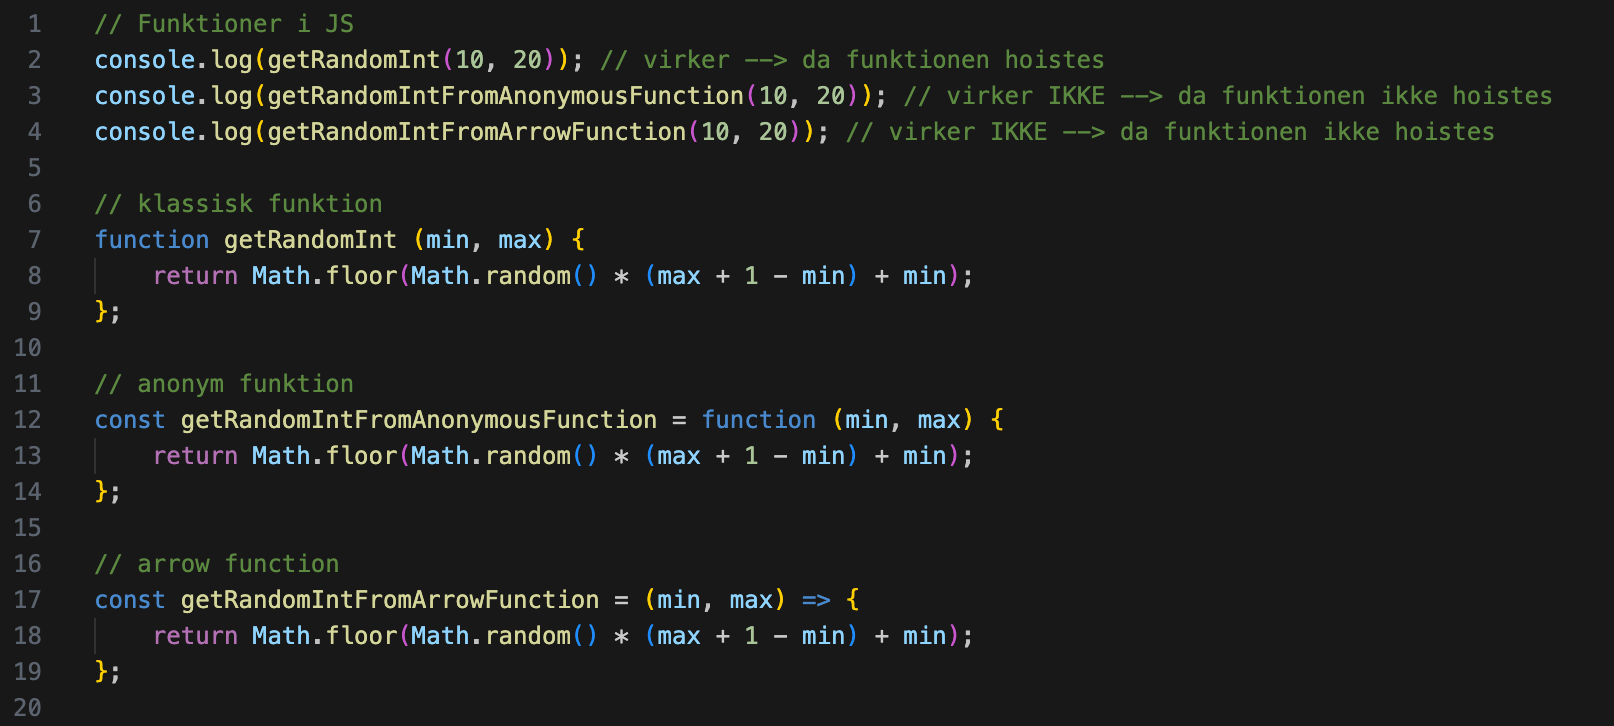 1 // Funktioner i JS
2 console.log(getRandomInt(10, 20)); // virker --> da funktionen hoistes
3 console.log(getRandomIntFromAnonymousFunction(10, 20)); // virker IKKE --> da funktionen ikke hoistes
4 console.log(getRandomIntFromArrowFunction(10, 20)); // virker IKKE --> da funktionen ikke hoistes
5
6 // klassisk funktion
7 function getRandomInt (min, max) {
8     return Math.floor(Math.random() * (max + 1 - min) + min);
9 };
10
11 // anonym funktion
12 const getRandomIntFromAnonymousFunction = function (min, max) {
13     return Math.floor(Math.random() * (max + 1 - min) + min);
14 };
15
16 // arrow function
17 const getRandomIntFromArrowFunction = (min, max) => {
18     return Math.floor(Math.random() * (max + 1 - min) + min);
19 };
20